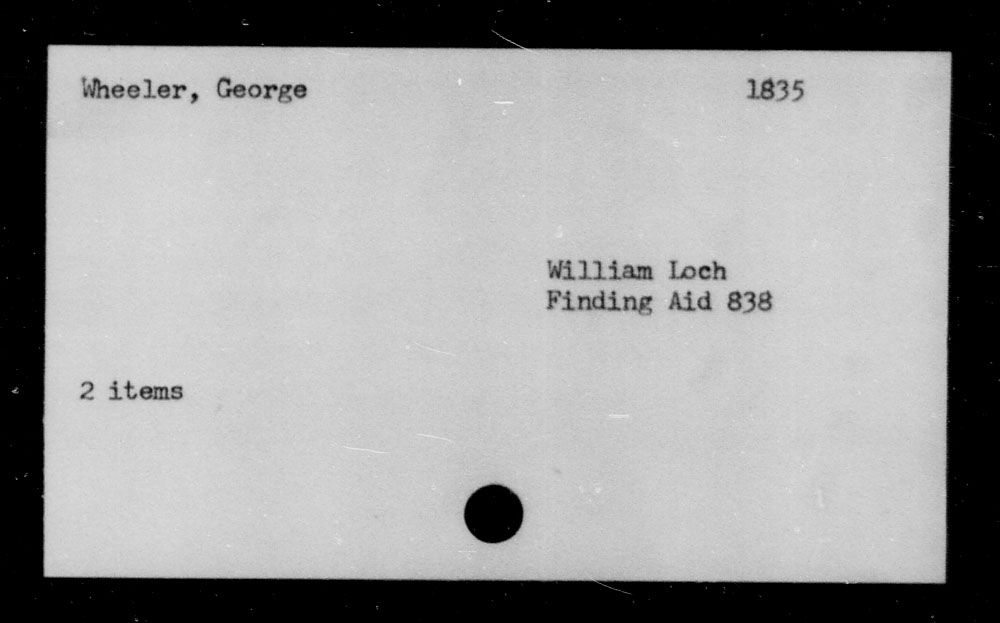 Wheeler, George 1835
William Loch
Finding Aid 838
2 items